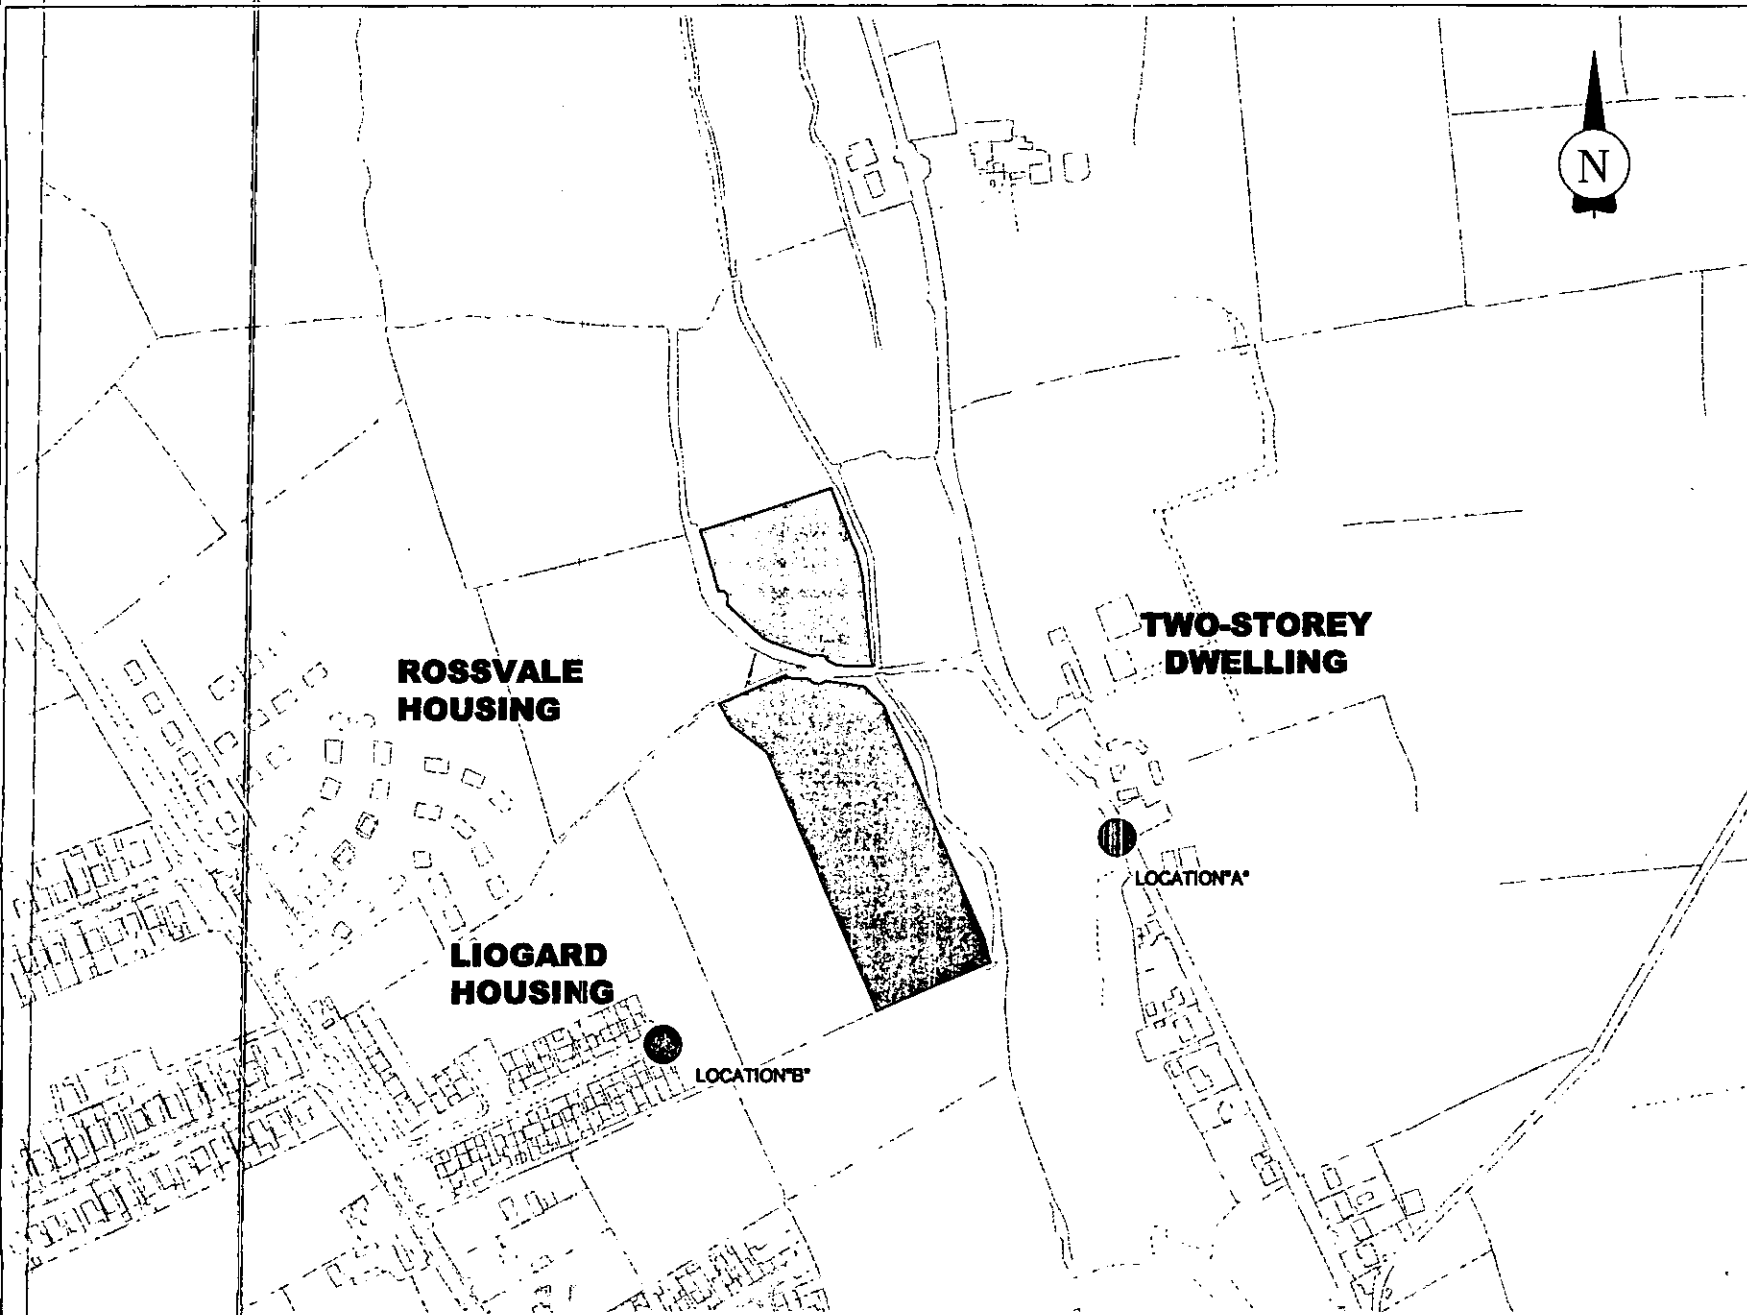 N
TWO-STOREY
DWELLING
ROSSVALE
HOUSING
LOCATION"A"
LIOGARD
HOUSING
LOCATION"B"